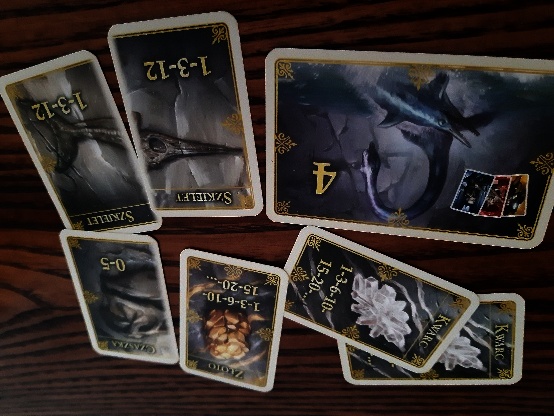 1-3-12
SZKIELET
1-3-12
SZKIELET
4
0-5
CZASZKA
1-3-6-10-
15-20-...
ZŁOTO
1-3-6-10-
15-20-...
KWARC
KWARC